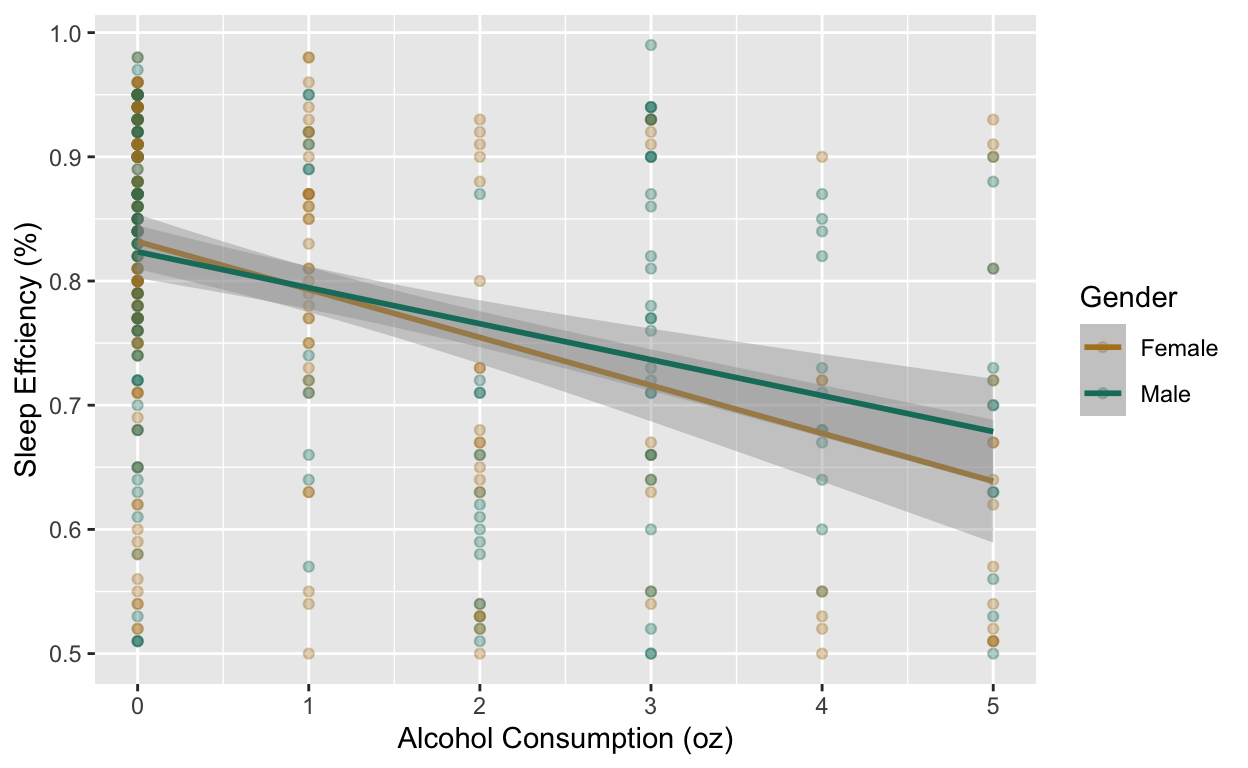 1.0
0.9
0.8
0.7
0.6
0.5
Sleep Effciency (%)
0 1 2 3 4 5
Alcohol Consumption (oz)
Gender
Female
Male